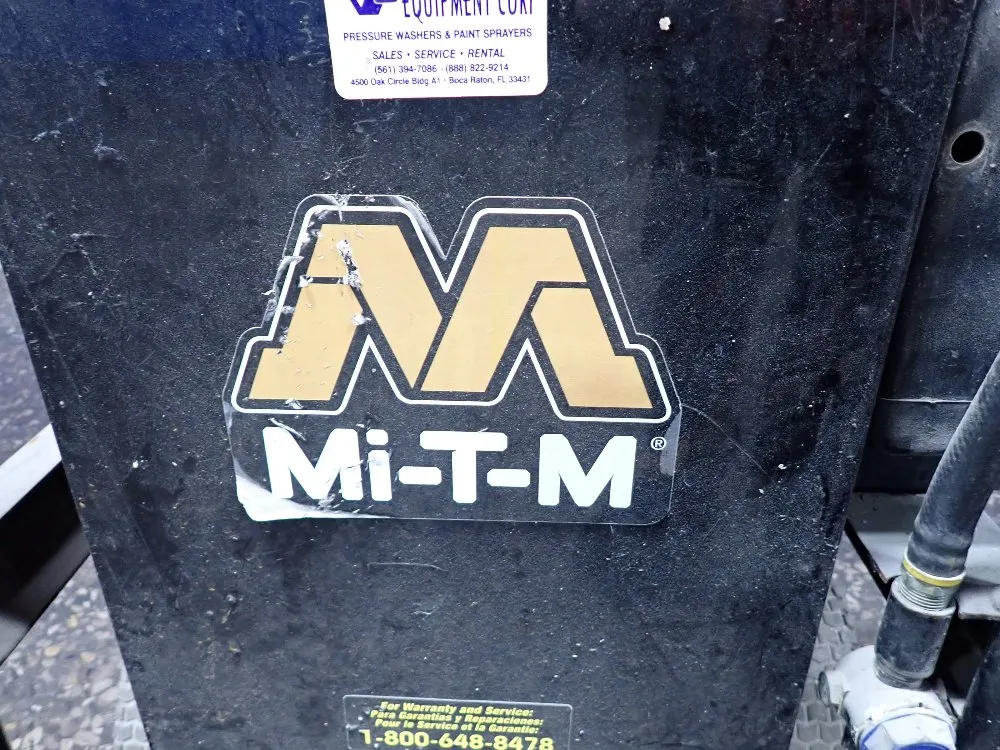 EQUIPMENT CORP
PRESSURE WASHERS & PAINT SPRAYERS
SALES • SERVICE • RENTAL
(561) 394-7086 · (888) 822-9214
4500 Oak Circle Bldg A1 · Boca Raton, FL 33431
Mi-T-M®
For Warranty and Service:
Para Garantias y Reparaciones:
Pour le Service et la Garantie:
1-800-648-8478